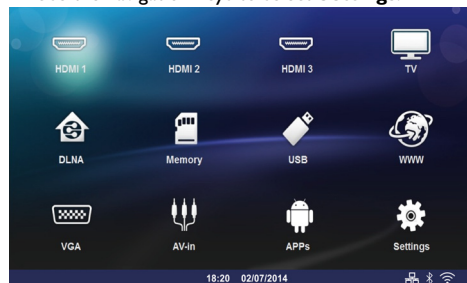 HDMI 1 HDMI 2 HDMI 3 TV
DLNA Memory USB WWW
VGA AV-in APPs Settings
18:20 02/07/2014